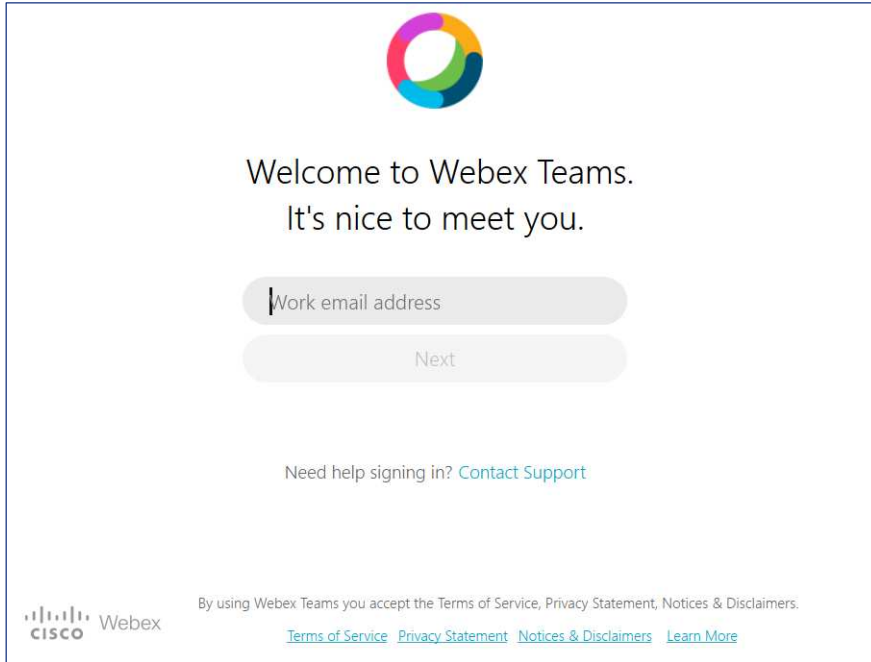 Welcome to Webex Teams.
It's nice to meet you.
Work email address
Next
Need help signing in? Contact Support
By using Webex Teams you accept the Terms of Service, Privacy Statement, Notices & Disclaimers.
CISCO Webex
Terms of Service Privacy Statement Notices & Disclaimers Learn More